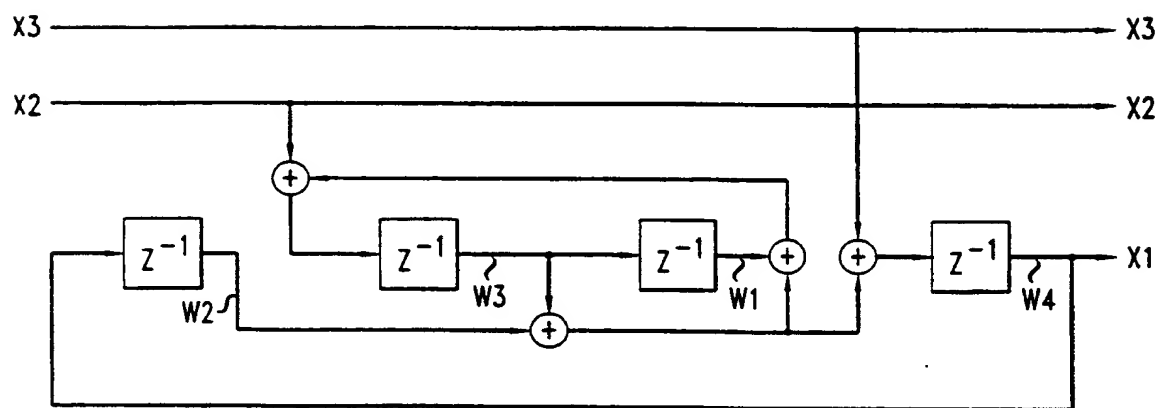 X3 X3
X2 X2
+
Z⁻¹ Z⁻¹ Z⁻¹ + + Z⁻¹ X1
W2 W3 W1 W4
+